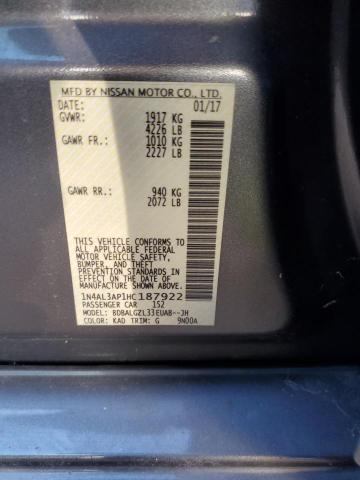 MFD BY NISSAN MOTOR CO., LTD.
DATE: 01/17
GVWR: 1917 KG
4226 LB
GAWR FR.: 1010 KG
2227 LB
GAWR RR.: 940 KG
2072 LB
THIS VEHICLE CONFORMS TO
ALL APPLICABLE FEDERAL
MOTOR VEHICLE SAFETY,
BUMPER, AND THEFT
PREVENTION STANDARDS
IN EFFECT ON THE DATE OF
MANUFACTURE SHOWN ABOVE.
1N4AL3AP1HC187922
PASSENGER CAR 152
MODEL: BDBALGZL33EUAB--JH
COLOR: KAD TRIM: G 9N00A